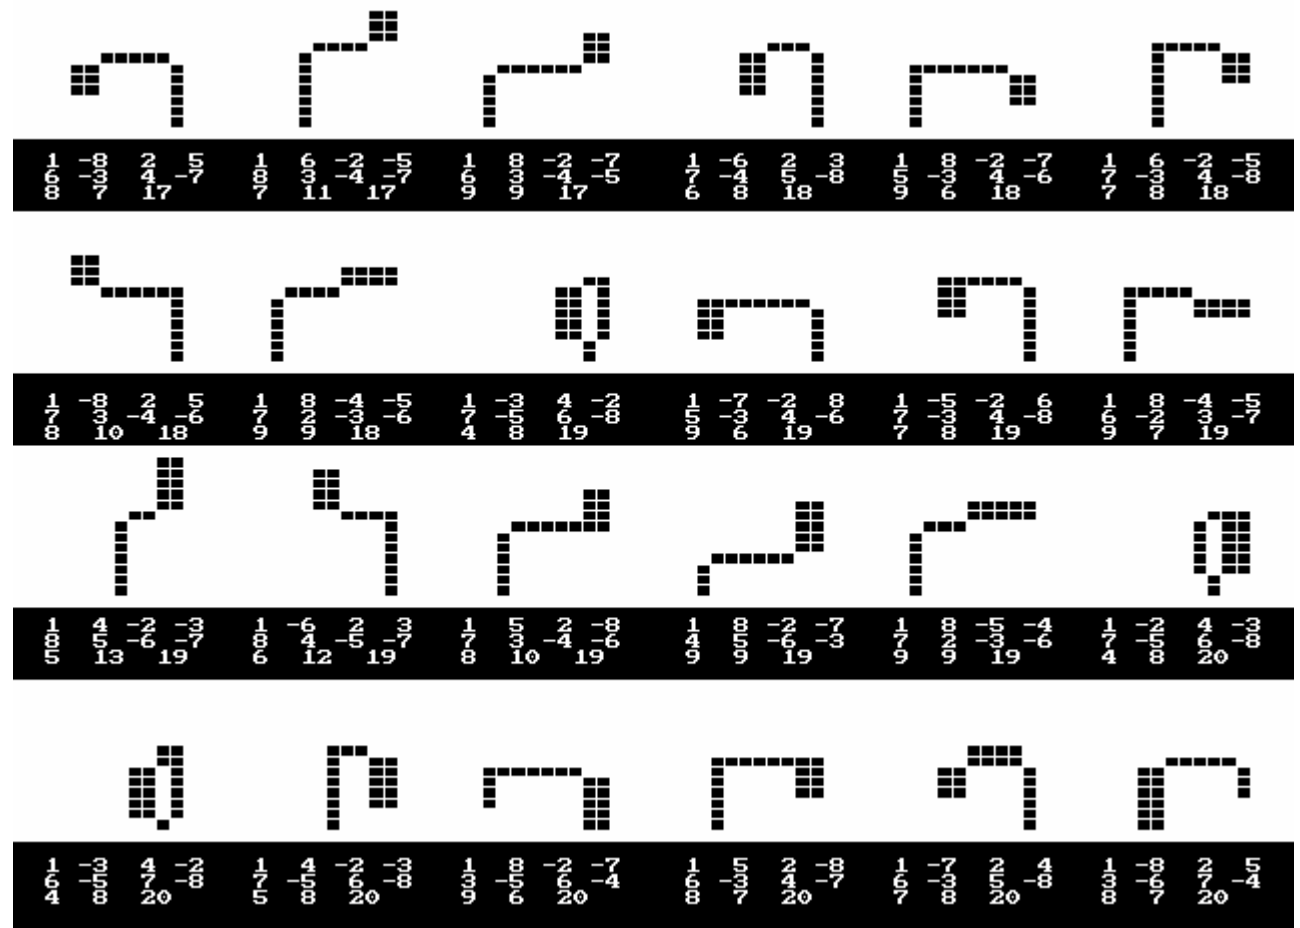 1 -8 2 5 1 6 -2 -5 1 8 -2 -7 1 -6 2 3 1 8 -2 -7 1 6 -2 -5
6 -3 4 -7 8 3 -4 -7 6 3 -4 -5 7 -4 5 -8 5 -3 4 -6 7 -3 4 -8
8 7 17 7 11 17 9 9 17 6 8 18 9 6 18 7 8 18
1 -8 2 5 1 8 -4 -5 1 -3 4 -2 1 -7 -2 8 1 -5 -2 6 1 8 -4 -5
7 3 -4 -6 7 2 -3 -6 7 -5 6 -8 5 -3 4 -6 7 -3 4 -8 6 -2 3 -7
8 10 18 9 9 18 4 8 19 9 6 19 7 8 19 9 7 19
1 4 -2 -3 1 -6 2 3 1 5 -2 -8 1 8 -2 -7 1 8 -5 -4 1 -2 4 -3
8 5 -6 -7 8 4 -5 -7 7 3 -4 -6 4 5 -6 -3 7 2 -3 -6 7 -5 6 -8
5 13 19 6 12 19 8 10 19 9 9 19 9 9 19 4 8 20
1 -3 4 -2 1 4 -2 -3 1 8 -2 -7 1 5 2 -8 1 -7 2 4 1 -8 2 5
6 -5 7 -8 7 -5 6 -8 3 -5 6 -4 6 -3 4 -7 6 -3 5 -8 3 -6 7 -4
4 8 20 5 8 20 9 6 20 8 7 20 7 8 20 8 7 20